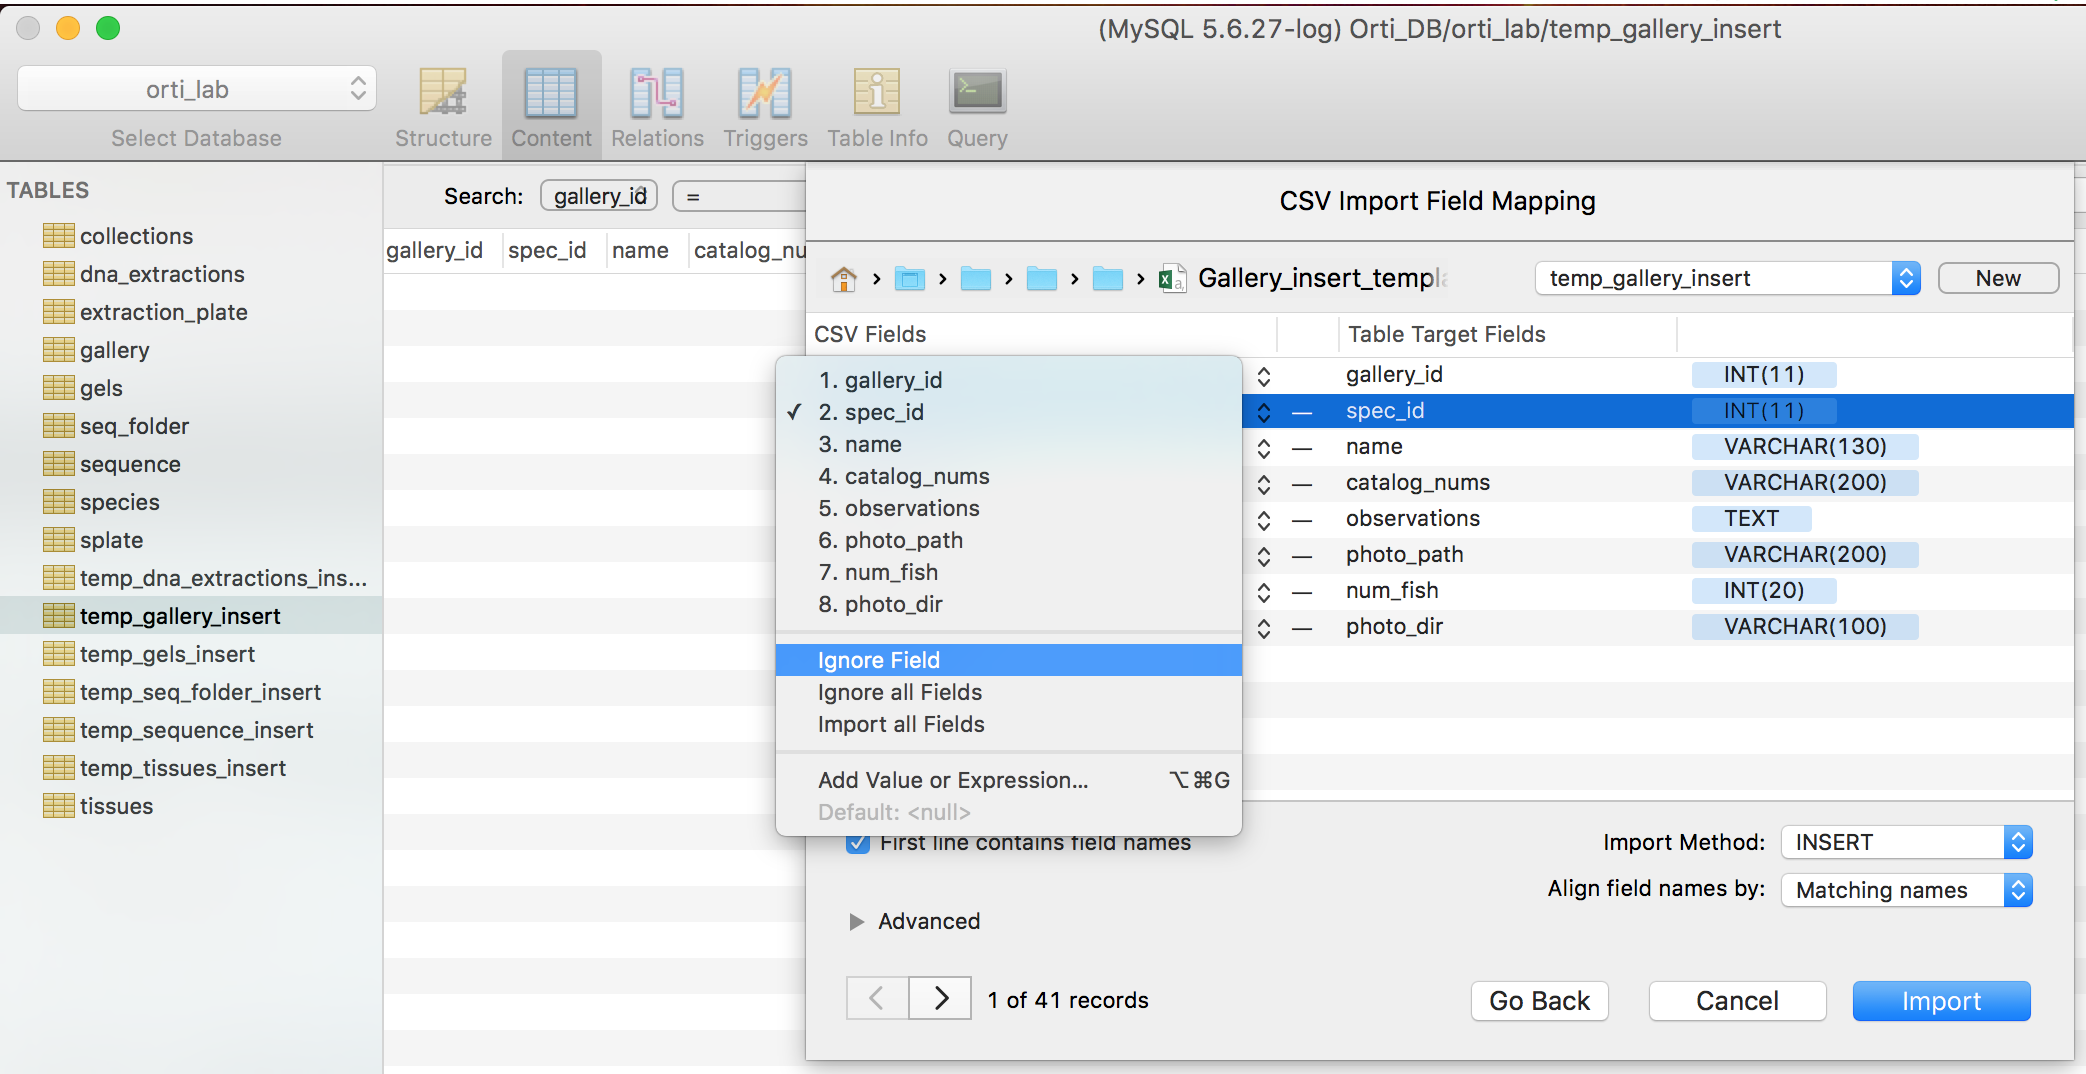 (MySQL 5.6.27-log) Orti_DB/orti_lab/temp_gallery_insert
orti_lab
Select Database
Structure
Content
Relations
Triggers
Table Info
Query
TABLES
collections
dna_extractions
extraction_plate
gallery
gels
seq_folder
sequence
species
splate
temp_dna_extractions_ins...
temp_gallery_insert
temp_gels_insert
temp_seq_folder_insert
temp_sequence_insert
temp_tissues_insert
tissues
Search: gallery_id =
gallery_id spec_id name catalog_nu
CSV Import Field Mapping
Gallery_insert_templa
temp_gallery_insert
New
CSV Fields
Table Target Fields
1. gallery_id
✓ 2. spec_id
3. name
4. catalog_nums
5. observations
6. photo_path
7. num_fish
8. photo_dir
Ignore Field
Ignore all Fields
Import all Fields
Add Value or Expression... ⌥⌘G
Default: <null>
gallery_id INT(11)
— spec_id INT(11)
— name VARCHAR(130)
— catalog_nums VARCHAR(200)
— observations TEXT
— photo_path VARCHAR(200)
— num_fish INT(20)
— photo_dir VARCHAR(100)
First line contains field names
Import Method: INSERT
Align field names by: Matching names
Advanced
1 of 41 records
Go Back
Cancel
Import